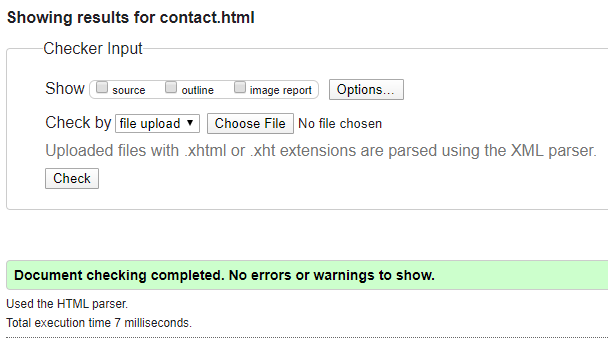 Showing results for contact.html
Checker Input
Show source outline image report Options...
Check by file upload Choose File No file chosen
Uploaded files with .xhtml or .xht extensions are parsed using the XML parser.
Check
Document checking completed. No errors or warnings to show.
Used the HTML parser.
Total execution time 7 milliseconds.